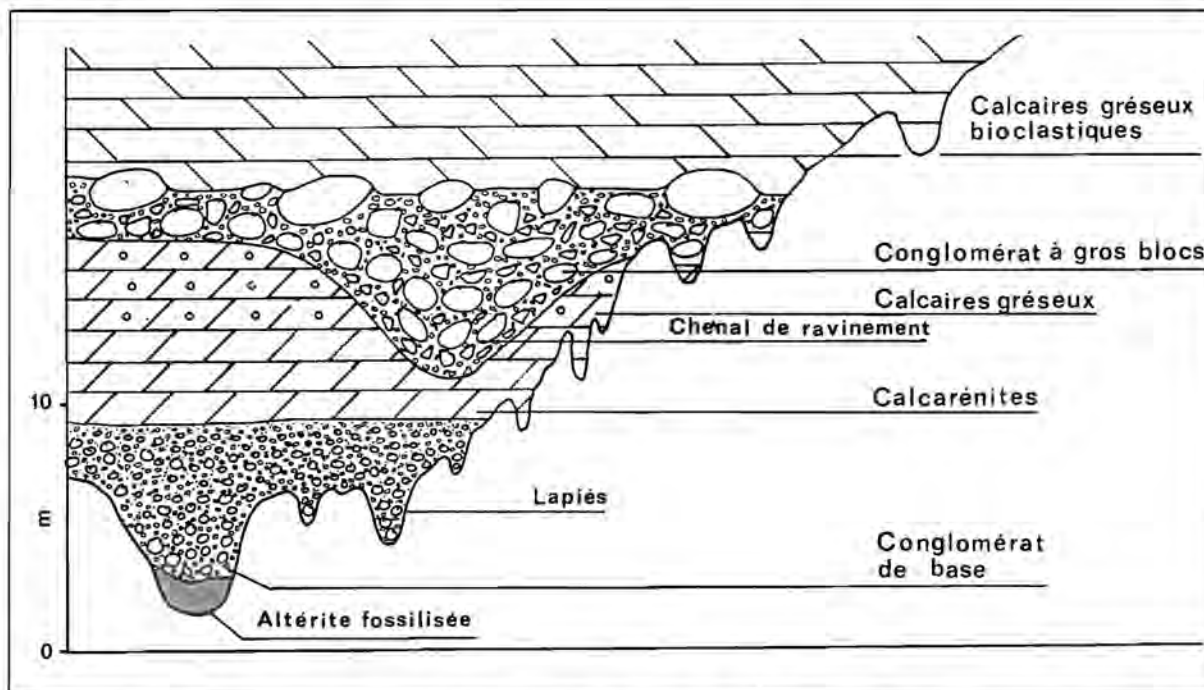 Calcaires gréseux
bioclastiques
Conglomérat à gros blocs
Calcaires gréseux
Chenal de ravinement
10
Calcarénites
m
Lapiés
Conglomérat
de base
Altérite fossilisée
0